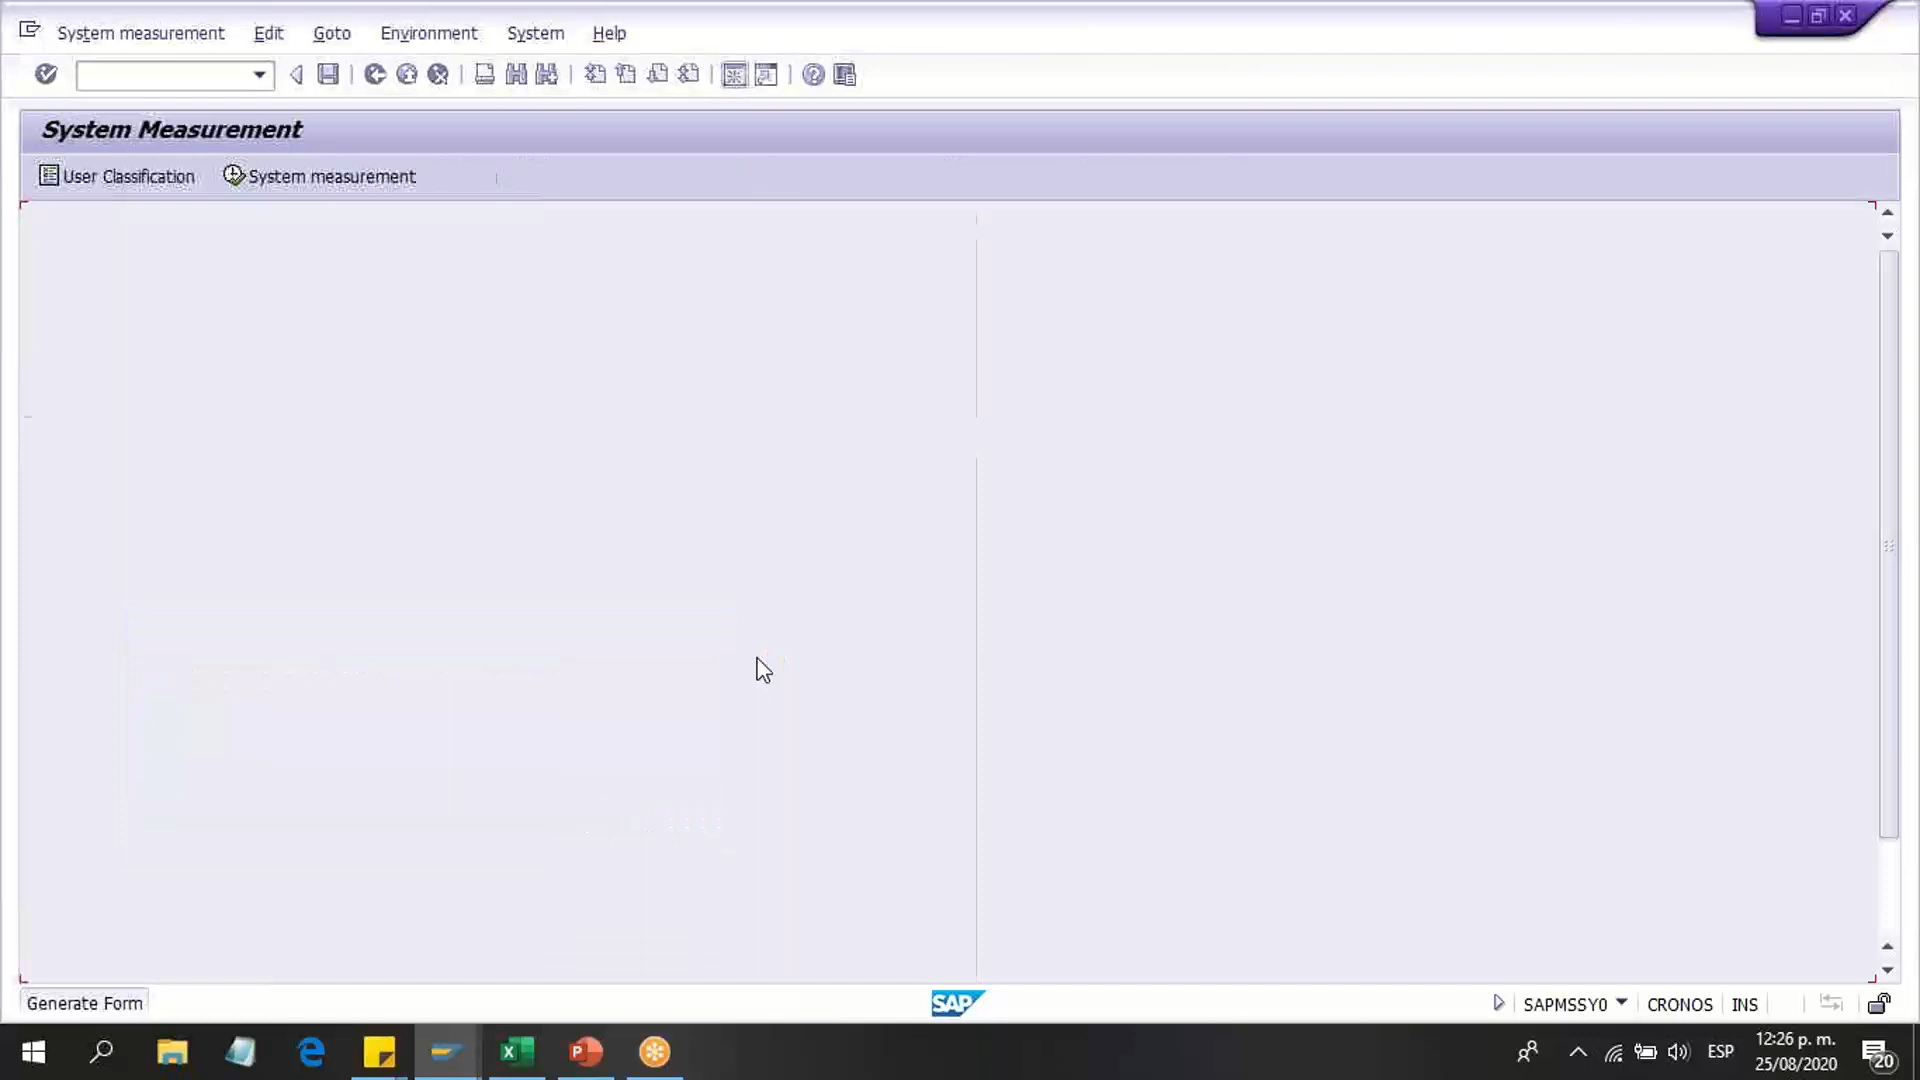 System measurement Edit Goto Environment System Help
System Measurement
User Classification System measurement
Generate Form
SAP
SAPMSSY0 CRONOS INS
ESP
12:26 p. m.
25/08/2020
20